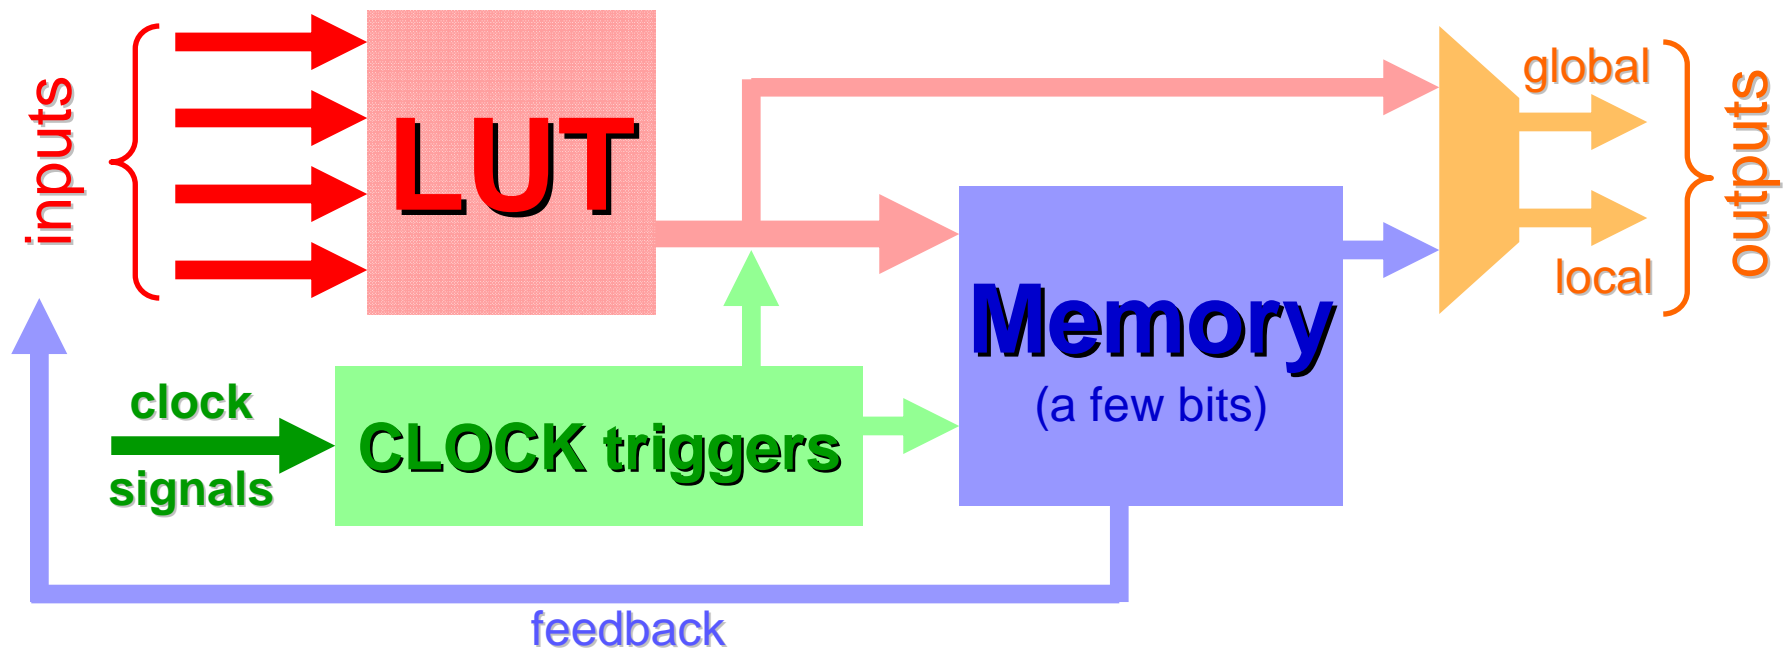 inputs
LUT
global
local
outputs
Memory
(a few bits)
clock
signals
CLOCK triggers
feedback